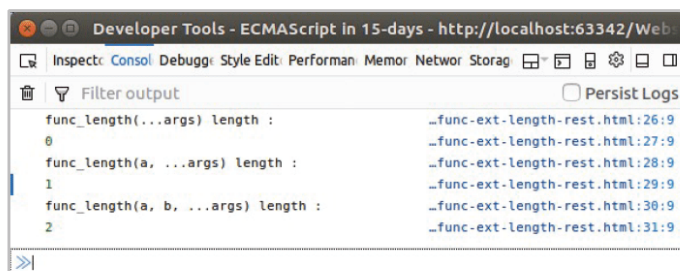 Developer Tools - ECMAScript in 15-days - http://localhost:63342/Webs
Inspecto Consol Debugge Style Edit Performan Memor Networ Storag
Filter output Persist Logs
func_length(...args) length : …func-ext-length-rest.html:26:9
0 …func-ext-length-rest.html:27:9
func_length(a, ...args) length : …func-ext-length-rest.html:28:9
1 …func-ext-length-rest.html:29:9
func_length(a, b, ...args) length : …func-ext-length-rest.html:30:9
2 …func-ext-length-rest.html:31:9